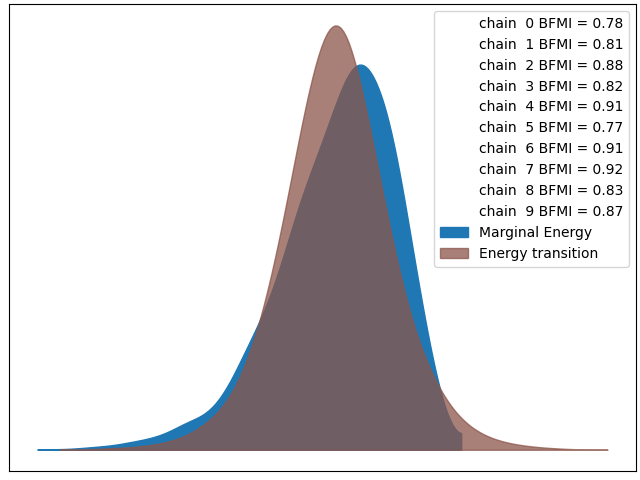 chain  0 BFMI = 0.78
chain  1 BFMI = 0.81
chain  2 BFMI = 0.88
chain  3 BFMI = 0.82
chain  4 BFMI = 0.91
chain  5 BFMI = 0.77
chain  6 BFMI = 0.91
chain  7 BFMI = 0.92
chain  8 BFMI = 0.83
chain  9 BFMI = 0.87
Marginal Energy
Energy transition